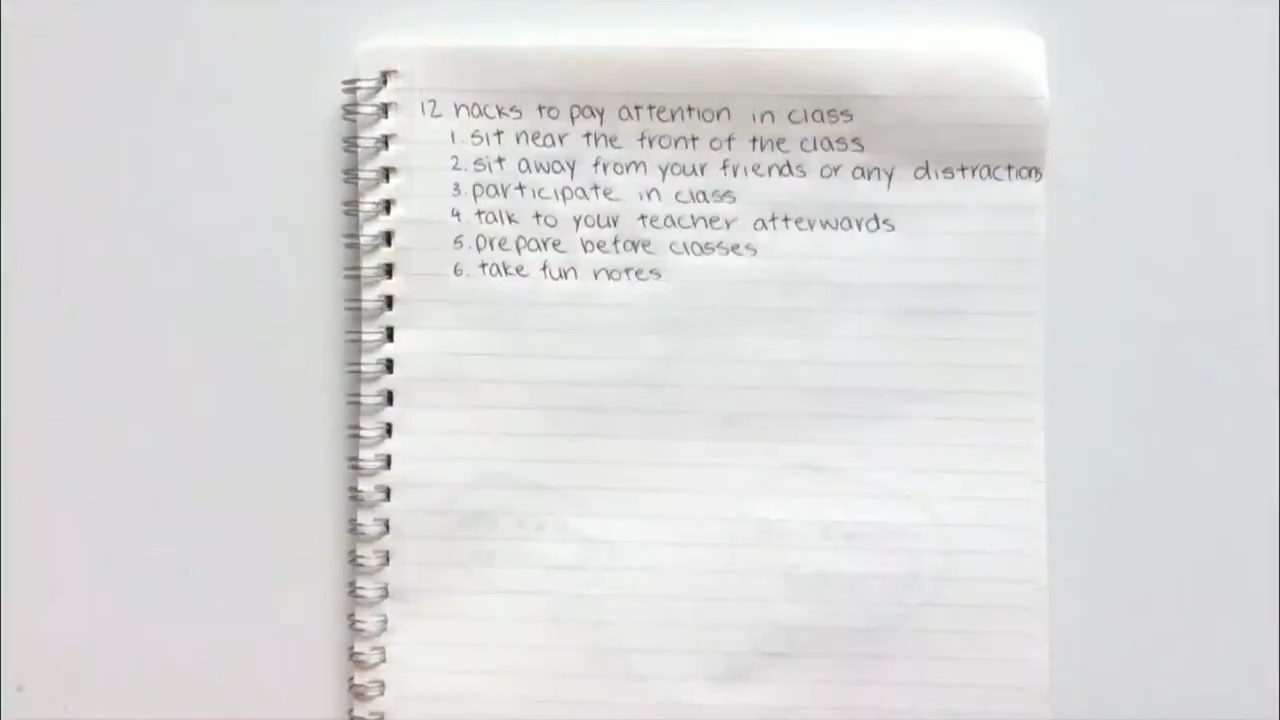 12 hacks to pay attention in class
1. sit near the front of the class
2. sit away from your friends or any distractions
3. participate in class
4. talk to your teacher afterwards
5. prepare before classes
6. take fun notes